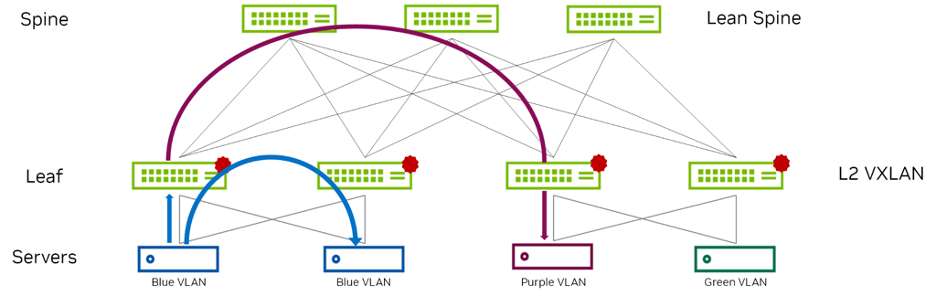 Spine
Lean Spine
Leaf
L2 VXLAN
Servers
Blue VLAN
Blue VLAN
Purple VLAN
Green VLAN